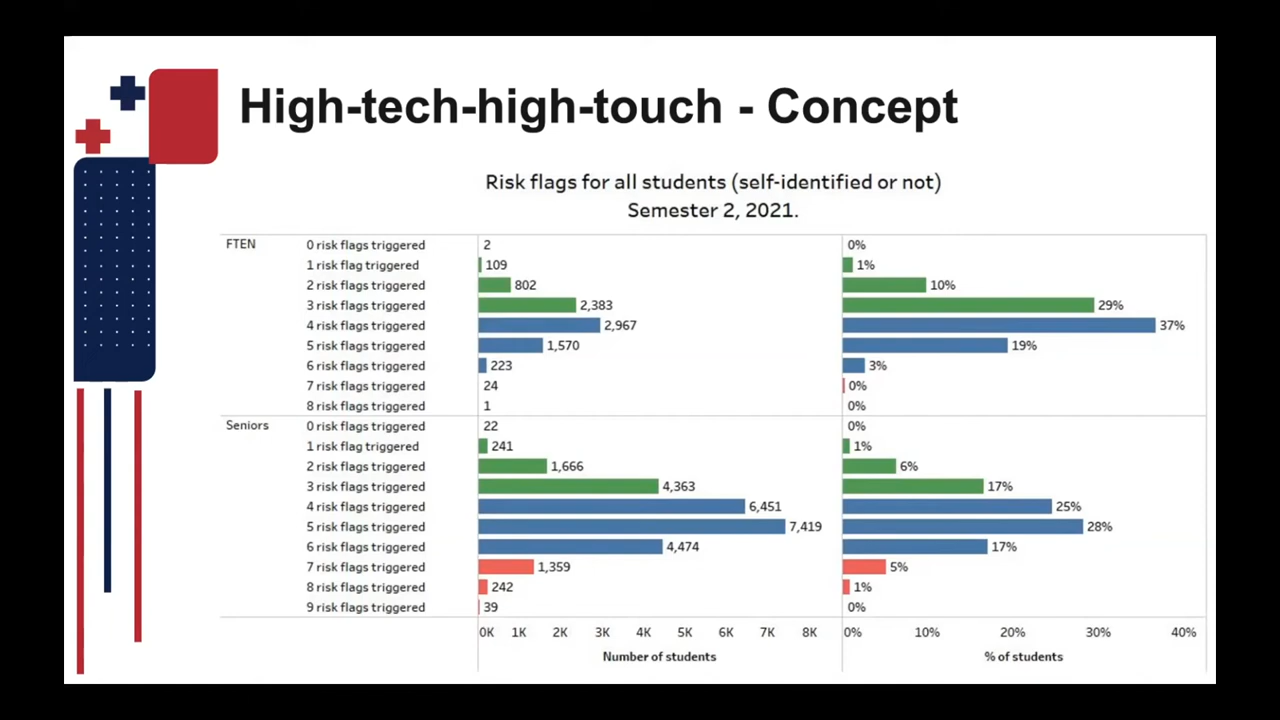 High-tech-high-touch - Concept
Risk flags for all students (self-identified or not)
Semester 2, 2021.
FTEN 0 risk flags triggered 2 0%
1 risk flag triggered 109 1%
2 risk flags triggered 802 10%
3 risk flags triggered 2,383 29%
4 risk flags triggered 2,967 37%
5 risk flags triggered 1,570 19%
6 risk flags triggered 223 3%
7 risk flags triggered 24 0%
8 risk flags triggered 1 0%
Seniors 0 risk flags triggered 22 0%
1 risk flag triggered 241 1%
2 risk flags triggered 1,666 6%
3 risk flags triggered 4,363 17%
4 risk flags triggered 6,451 25%
5 risk flags triggered 7,419 28%
6 risk flags triggered 4,474 17%
7 risk flags triggered 1,359 5%
8 risk flags triggered 242 1%
9 risk flags triggered 39 0%
0K 1K 2K 3K 4K 5K 6K 7K 8K 0% 10% 20% 30% 40%
Number of students % of students